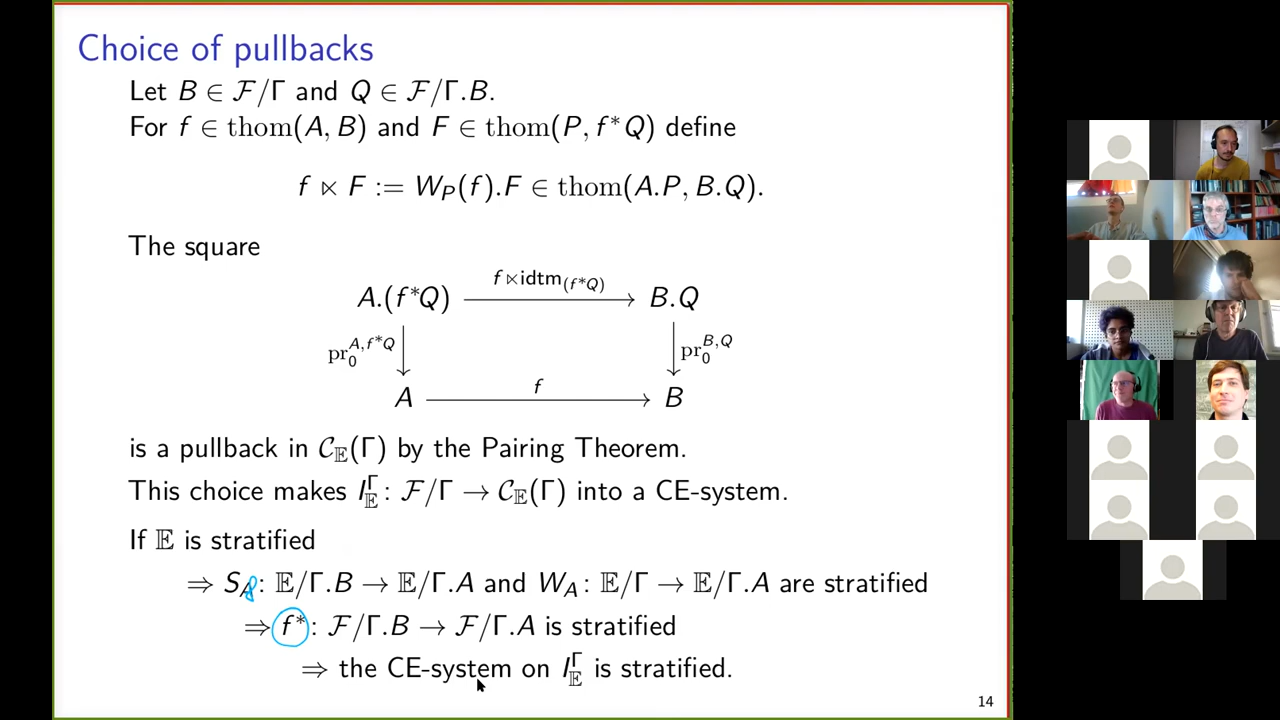 Choice of pullbacks
Let B ∈ ℱ/Γ and Q ∈ ℱ/Γ.B.
For f ∈ thom(A, B) and F ∈ thom(P, f*Q) define
f ⋉ F := W_P(f).F ∈ thom(A.P, B.Q).
The square
f⋉idtm_(f*Q)
A.(f*Q) → B.Q
pr_0^{A,f*Q} pr_0^{B,Q}
f
A → B
is a pullback in 𝒞_𝔼(Γ) by the Pairing Theorem.
This choice makes I_𝔼^Γ : ℱ/Γ → 𝒞_𝔼(Γ) into a CE-system.
If 𝔼 is stratified
⇒ S_A: 𝔼/Γ.B → 𝔼/Γ.A and W_A: 𝔼/Γ → 𝔼/Γ.A are stratified
⇒ f*: ℱ/Γ.B → ℱ/Γ.A is stratified
⇒ the CE-system on I_𝔼^Γ is stratified.
14